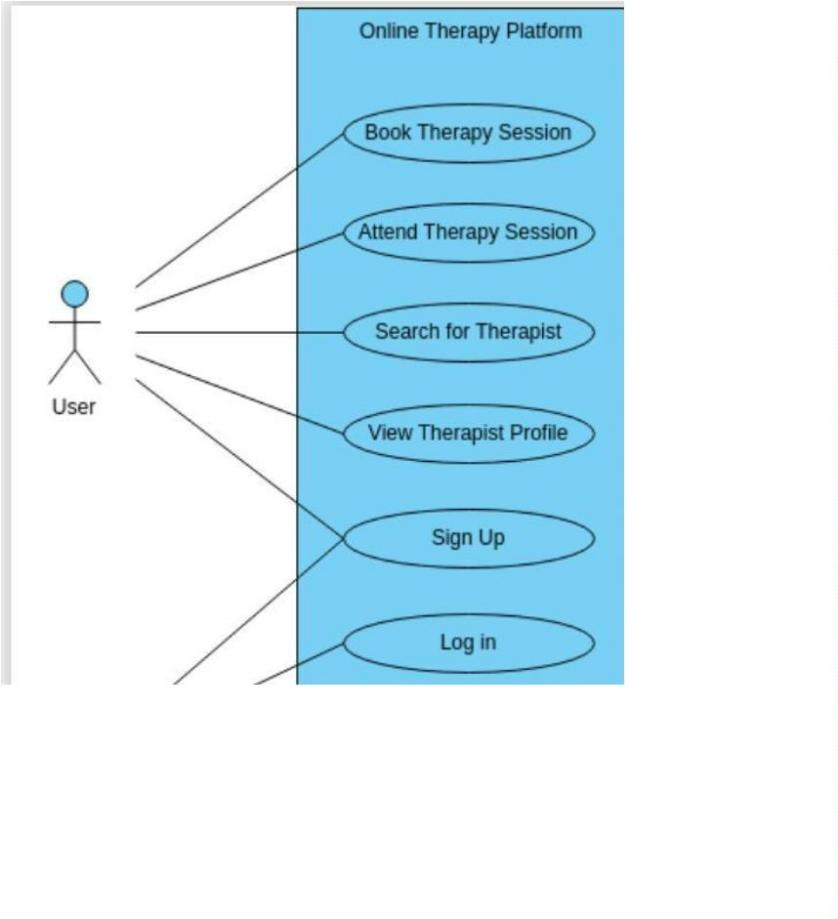 Online Therapy Platform
Book Therapy Session
Attend Therapy Session
Search for Therapist
User
View Therapist Profile
Sign Up
Log in